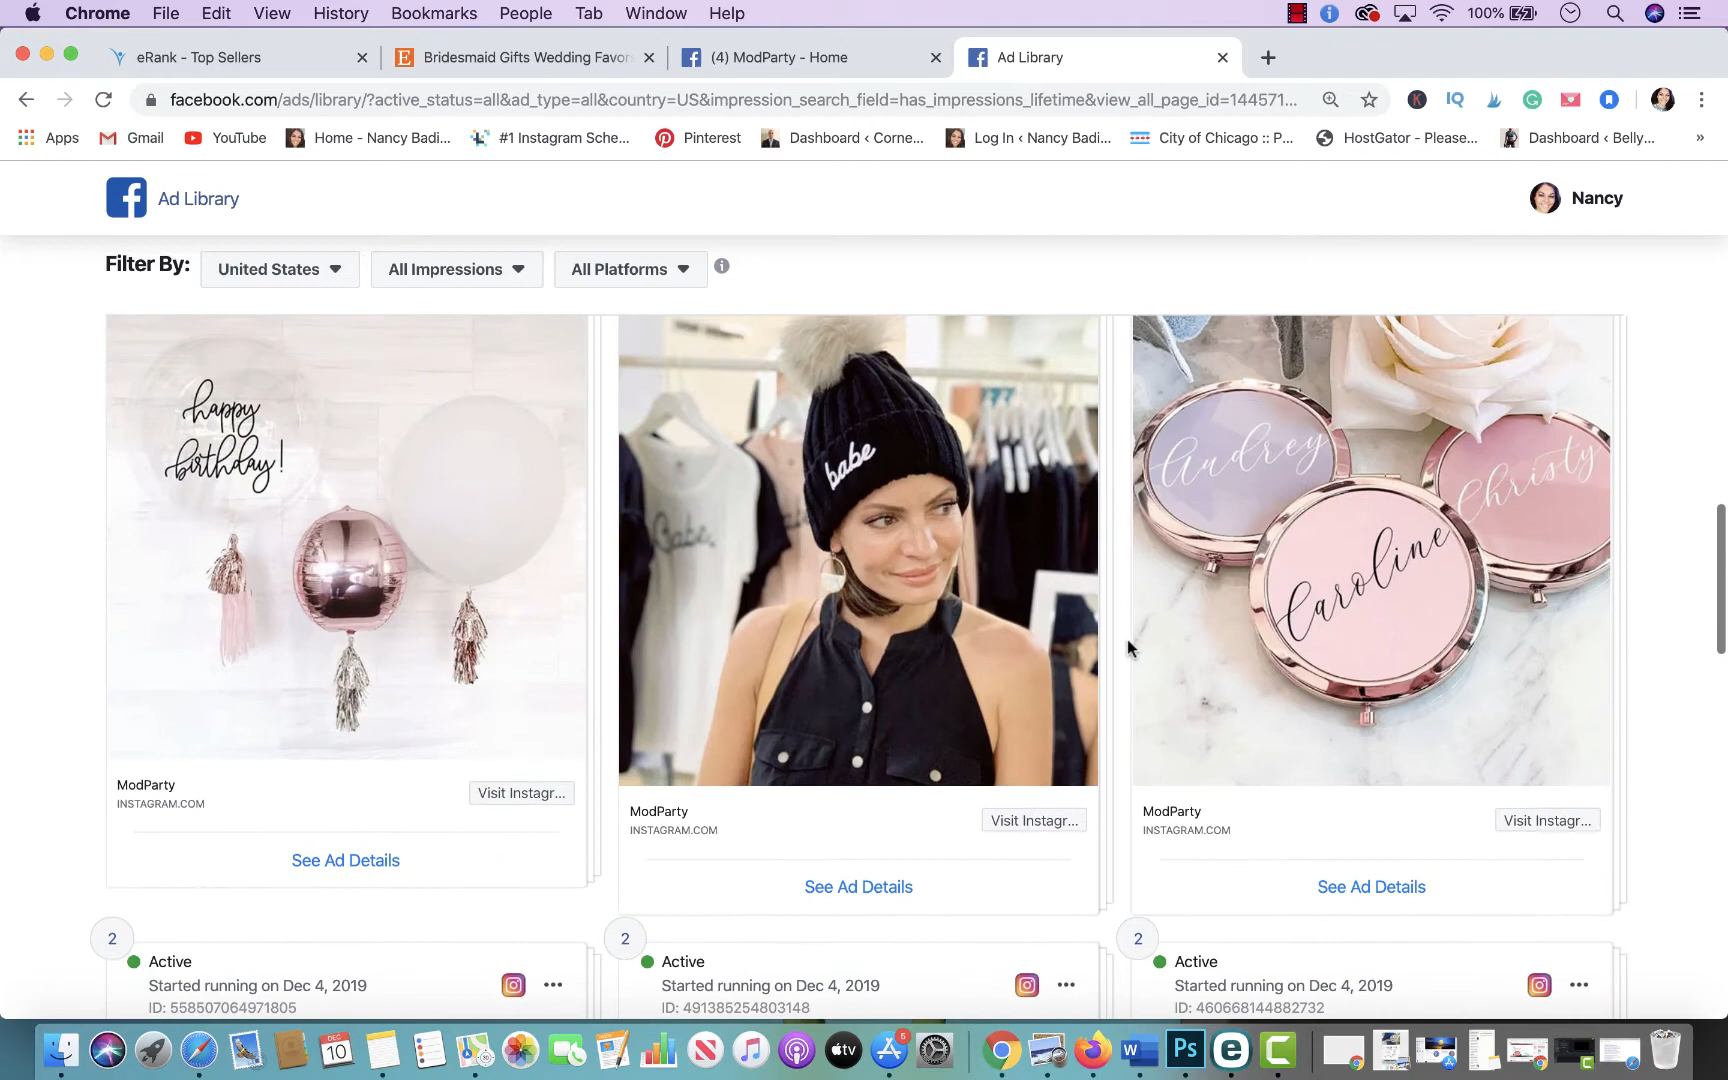 Chrome File Edit View History Bookmarks People Tab Window Help 100%
eRank - Top Sellers
Bridesmaid Gifts Wedding Favor
(4) ModParty - Home
Ad Library
facebook.com/ads/library/?active_status=all&ad_type=all&country=US&impression_search_field=has_impressions_lifetime&view_all_page_id=144571...
Apps Gmail YouTube Home - Nancy Badi... #1 Instagram Sche... Pinterest Dashboard ‹ Corne... Log In ‹ Nancy Badi... City of Chicago :: P... HostGator - Please... Dashboard ‹ Belly... »
Ad Library
Nancy
Filter By: United States All Impressions All Platforms
happy
birthday!
babe
Babe.
Audrey
Christy
Caroline
ModParty
INSTAGRAM.COM
Visit Instagr...
See Ad Details
ModParty
INSTAGRAM.COM
Visit Instagr...
See Ad Details
ModParty
INSTAGRAM.COM
Visit Instagr...
See Ad Details
2
Active
Started running on Dec 4, 2019
ID: 558507064971805
2
Active
Started running on Dec 4, 2019
ID: 491385254803148
2
Active
Started running on Dec 4, 2019
ID: 460668144882732
DEC
10
tv
5
W
Ps
e
C